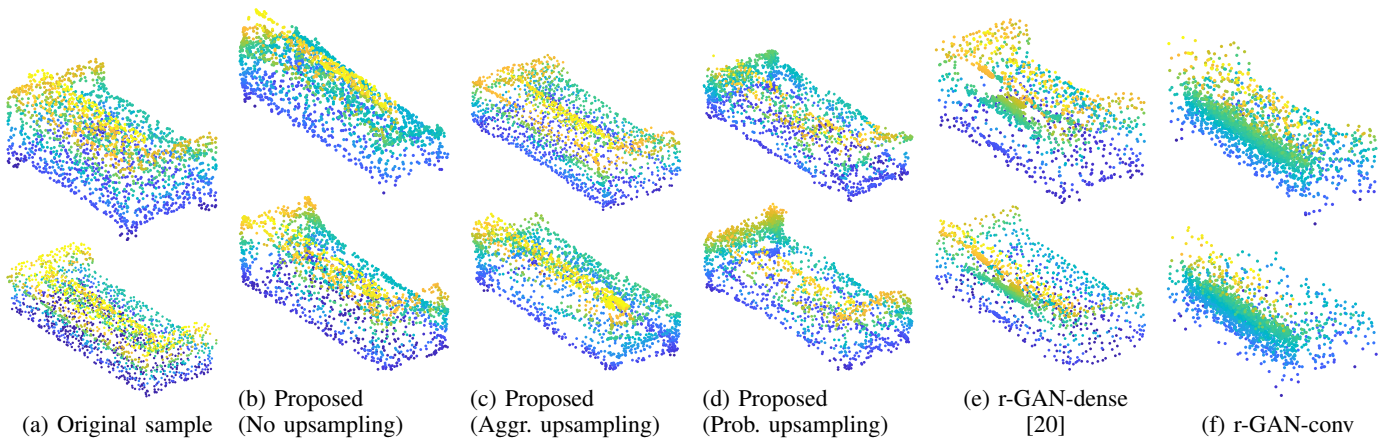 (a) Original sample
(b) Proposed
(No upsampling)
(c) Proposed
(Aggr. upsampling)
(d) Proposed
(Prob. upsampling)
(e) r-GAN-dense
[20]
(f) r-GAN-conv